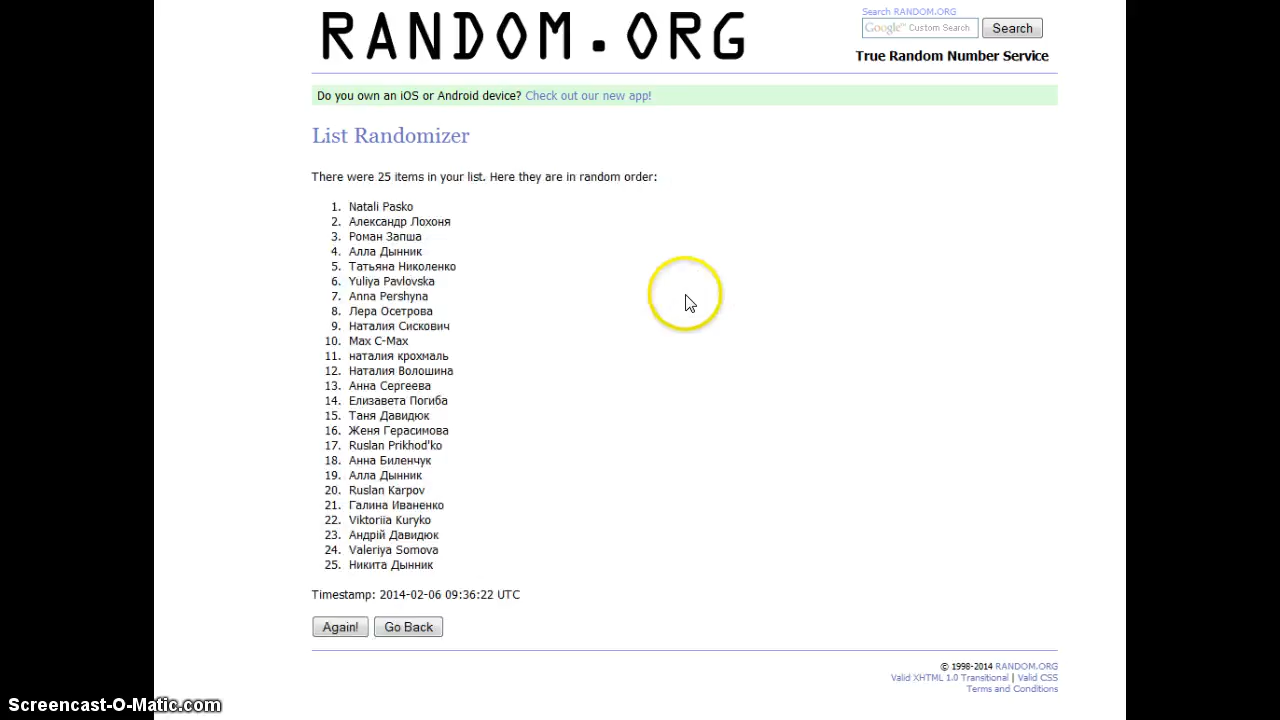 RANDOM.ORG
Search RANDOM.ORG
Google™ Custom Search
Search
True Random Number Service
Do you own an iOS or Android device? Check out our new app!
List Randomizer
There were 25 items in your list. Here they are in random order:
1. Natali Pasko
2. Александр Лохоня
3. Роман Запша
4. Алла Дынник
5. Татьяна Николенко
6. Yuliya Pavlovska
7. Anna Pershyna
8. Лера Осетрова
9. Наталия Сискович
10. Max C-Max
11. наталия крохмаль
12. Наталия Волошина
13. Анна Сергеева
14. Елизавета Погиба
15. Таня Давидюк
16. Женя Герасимова
17. Ruslan Prikhod'ko
18. Анна Биленчук
19. Алла Дынник
20. Ruslan Karpov
21. Галина Иваненко
22. Viktoriia Kuryko
23. Андрій Давидюк
24. Valeriya Somova
25. Никита Дынник
Timestamp: 2014-02-06 09:36:22 UTC
Again! Go Back
© 1998-2014 RANDOM.ORG
Valid XHTML 1.0 Transitional | Valid CSS
Terms and Conditions
Screencast-O-Matic.com